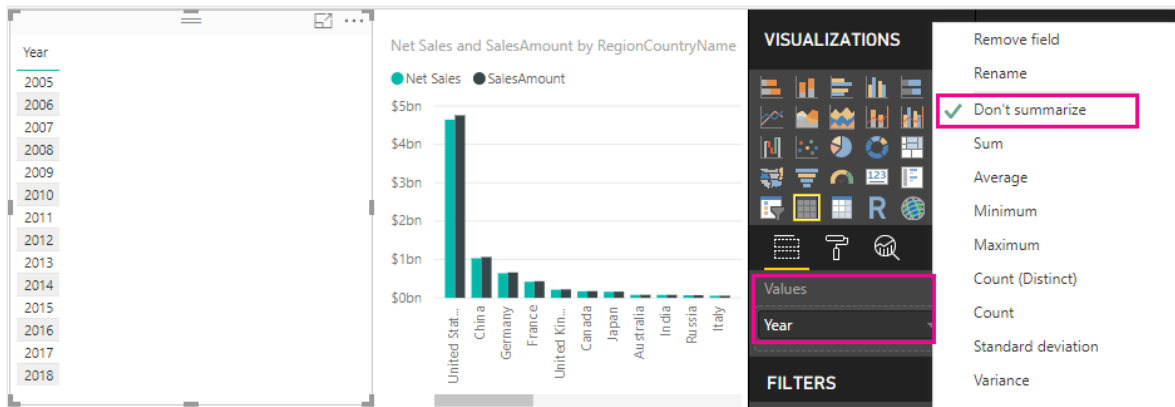 Year
2005
2006
2007
2008
2009
2010
2011
2012
2013
2014
2015
2016
2017
2018
Net Sales and SalesAmount by RegionCountryName
Net Sales SalesAmount
$5bn
$4bn
$3bn
$2bn
$1bn
$0bn
United Stat...
China
Germany
France
United Kin...
Canada
Japan
Australia
India
Russia
Italy
VISUALIZATIONS
123
R
Values
Year
FILTERS
Remove field
Rename
Don't summarize
Sum
Average
Minimum
Maximum
Count (Distinct)
Count
Standard deviation
Variance